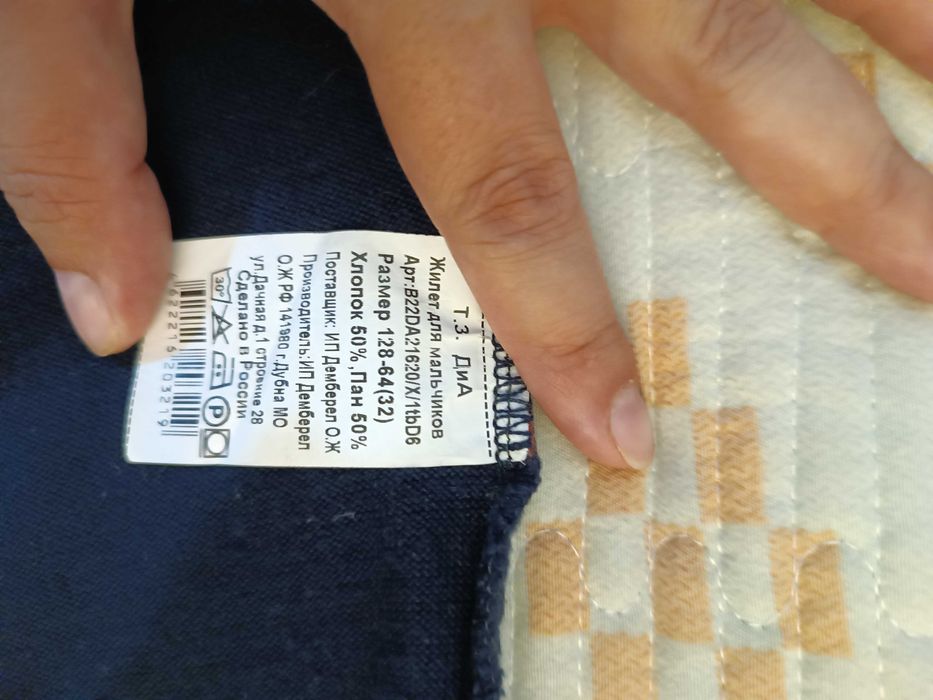 Т.З. ДиА
Жилет для мальчиков
Арт:B22DA21620/X/1tbD6
Размер 128-64(32)
Хлопок 50%,Пан 50%
Поставщик: ИП Демберел О.Ж
Производитель:ИП Демберел
О.Ж РФ 141980 г.Дубна МО
ул.Дачная д.1 строение 28
Сделано в России
30° P